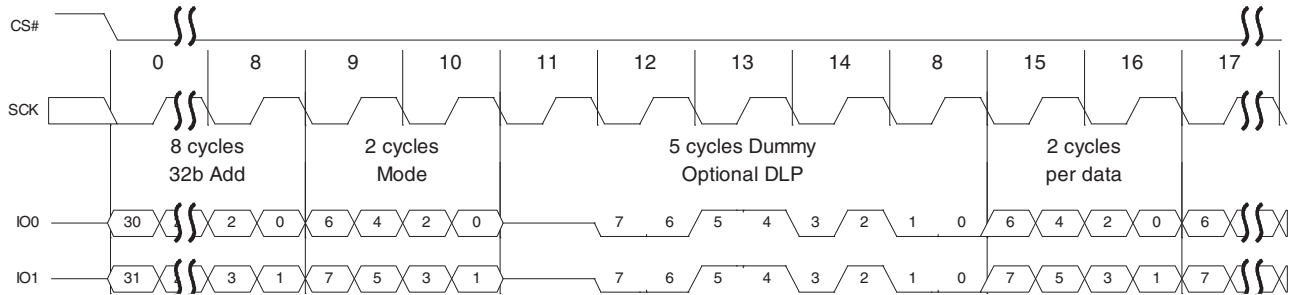 CS#
0 8 9 10 11 12 13 14 8 15 16 17
SCK
8 cycles 2 cycles 5 cycles Dummy 2 cycles
32b Add Mode Optional DLP per data
IO0 30 2 0 6 4 2 0 7 6 5 4 3 2 1 0 6 4 2 0 6
IO1 31 3 1 7 5 3 1 7 6 5 4 3 2 1 0 7 5 3 1 7